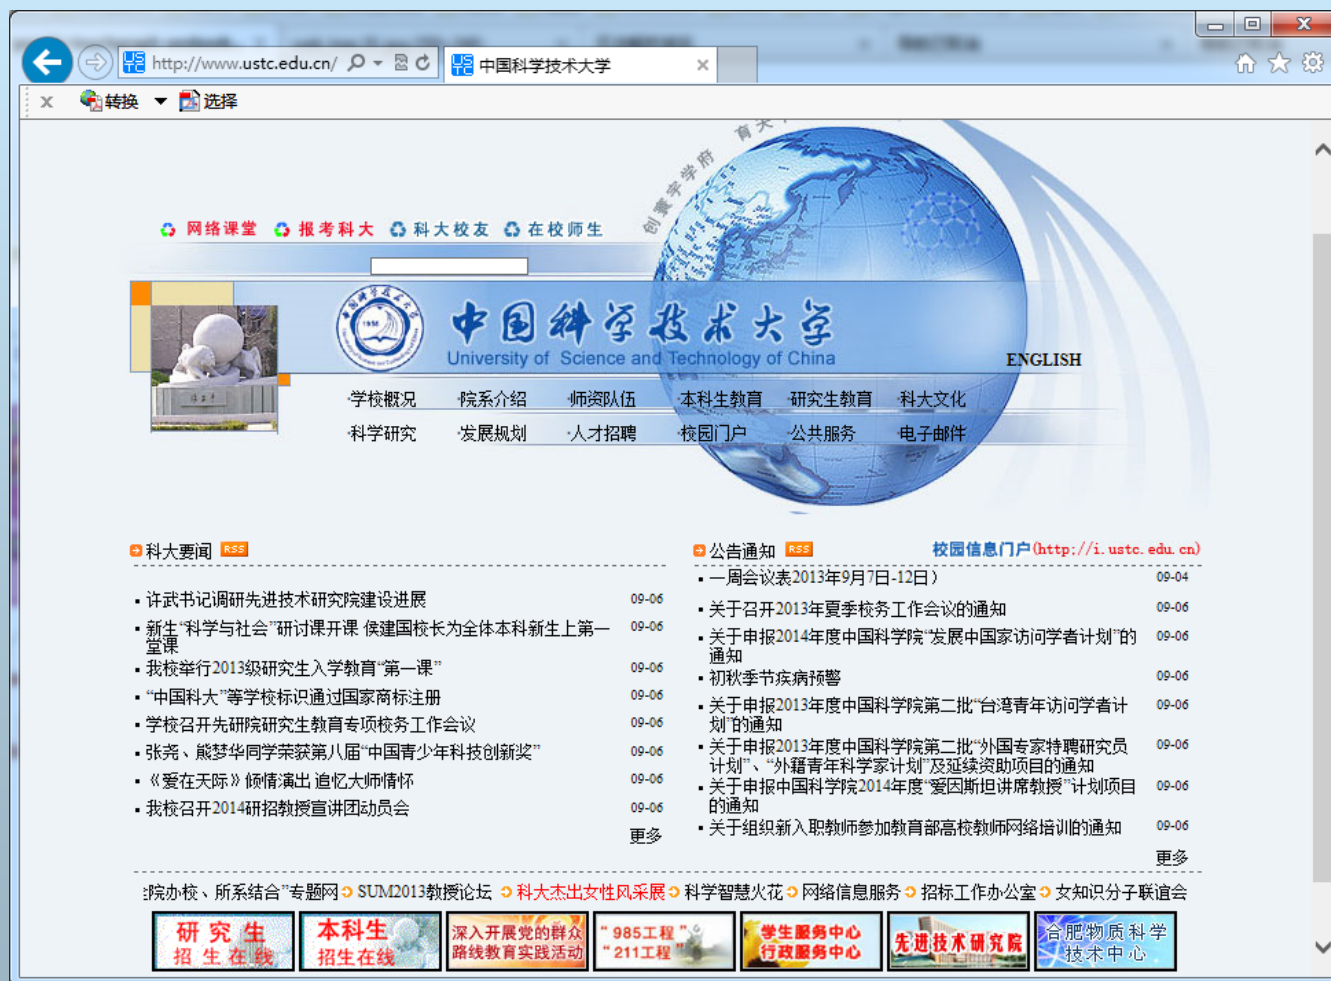 http://www.ustc.edu.cn/
中国科学技术大学
转换
选择
创寰宇学府 育天
网络课堂 报考科大 科大校友 在校师生
中国科学技术大学
University of Science and Technology of China
1958
ENGLISH
·学校概况 ·院系介绍 ·师资队伍 ·本科生教育 ·研究生教育 ·科大文化
·科学研究 ·发展规划 ·人才招聘 ·校园门户 ·公共服务 ·电子邮件
科大要闻 RSS
许武书记调研先进技术研究院建设进展 09-06
新生“科学与社会”研讨课开课 侯建国校长为全体本科新生上第一 09-06
堂课
我校举行2013级研究生入学教育“第一课” 09-06
“中国科大”等学校标识通过国家商标注册 09-06
学校召开先研院研究生教育专项校务工作会议 09-06
张尧、熊梦华同学荣获第八届“中国青少年科技创新奖” 09-06
《爱在天际》倾情演出 追忆大师情怀 09-06
我校召开2014研招教授宣讲团动员会 09-06
更多
公告通知 RSS 校园信息门户(http://i.ustc.edu.cn)
一周会议表2013年9月7日-12日） 09-04
关于召开2013年夏季校务工作会议的通知 09-06
关于申报2014年度中国科学院“发展中国家访问学者计划”的 09-06
通知
初秋季节疾病预警 09-06
关于申报2013年度中国科学院第二批“台湾青年访问学者计 09-06
划”的通知
关于申报2013年度中国科学院第二批“外国专家特聘研究员 09-06
计划”、“外籍青年科学家计划”及延续资助项目的通知
关于申报中国科学院2014年度“爱因斯坦讲席教授”计划项目 09-06
的通知
关于组织新入职教师参加教育部高校教师网络培训的通知 09-06
更多
院办校、所系结合”专题网 SUM2013教授论坛 科大杰出女性风采展 科学智慧火花 网络信息服务 招标工作办公室 女知识分子联谊会
研究生
招生在线
本科生
招生在线
深入开展党的群众
路线教育实践活动
“985工程”
“211工程”
学生服务中心
行政服务中心
先进技术研究院
合肥物质科学
技术中心